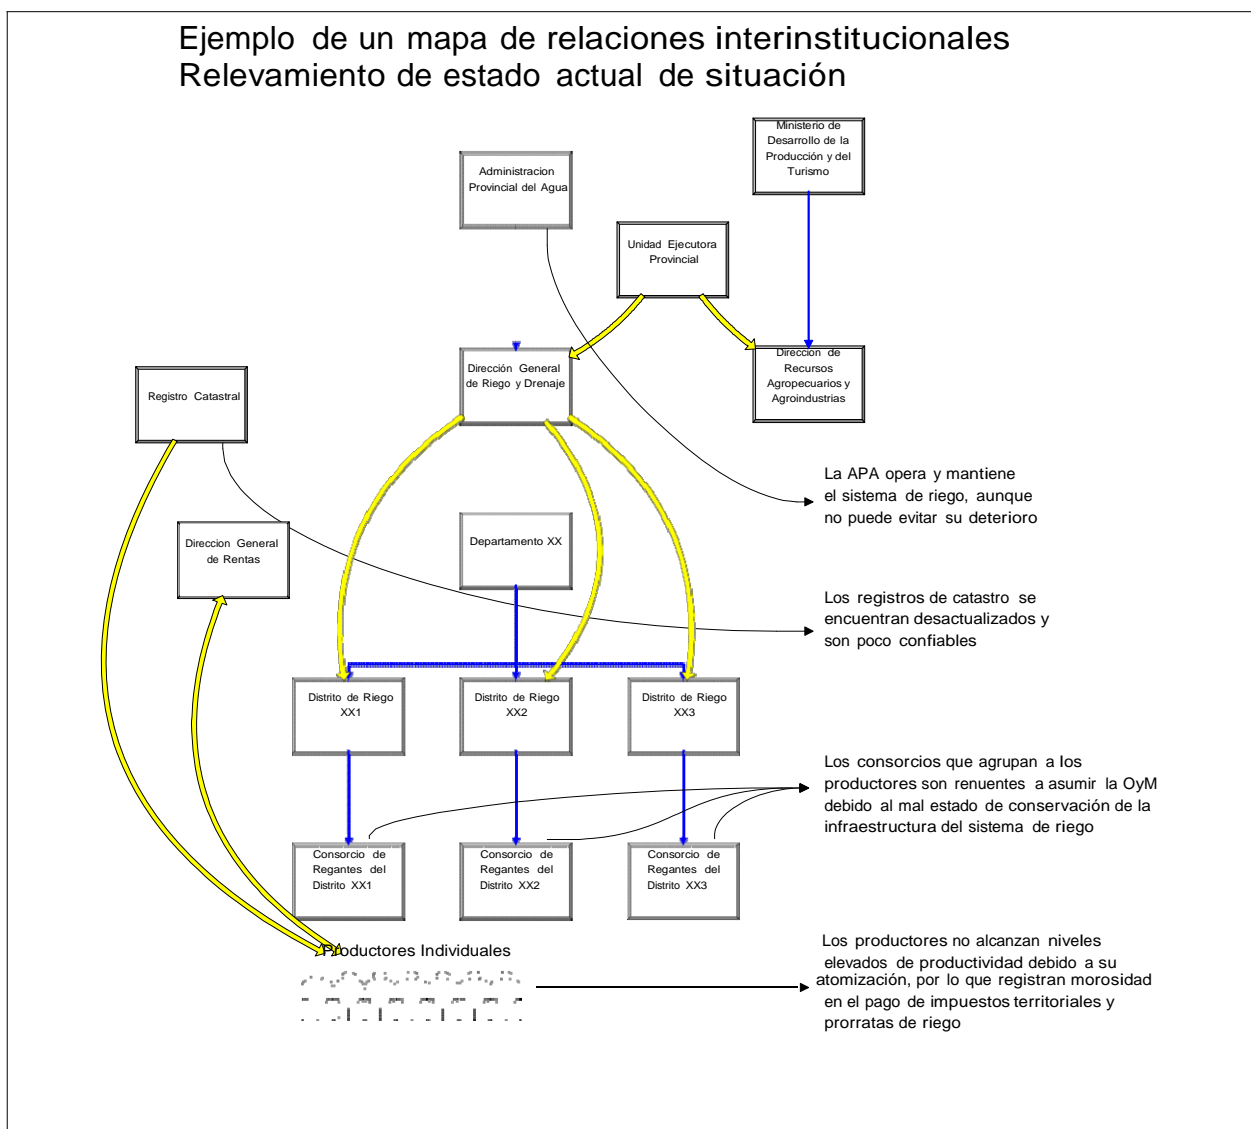 Ejemplo de un mapa de relaciones interinstitucionales
Relevamiento de estado actual de situación
Ministerio de
Desarrollo de la
Producción y del
Turismo
Administracion
Provincial del Agua
Unidad Ejecutora
Provincial
Dirección General
de Riego y Drenaje
Direccion de
Recursos
Agropecuarios y
Agroindustrias
Registro Catastral
La APA opera y mantiene
el sistema de riego, aunque
no puede evitar su deterioro
Direccion General
de Rentas
Departamento XX
Los registros de catastro se
encuentran desactualizados y
son poco confiables
Distrito de Riego
XX1
Distrito de Riego
XX2
Distrito de Riego
XX3
Los consorcios que agrupan a los
productores son renuentes a asumir la OyM
debido al mal estado de conservación de la
infraestructura del sistema de riego
Consorcio de
Regantes del
Distrito XX1
Consorcio de
Regantes del
Distrito XX2
Consorcio de
Regantes del
Distrito XX3
Productores Individuales
Los productores no alcanzan niveles
elevados de productividad debido a su
atomización, por lo que registran morosidad
en el pago de impuestos territoriales y
prorratas de riego